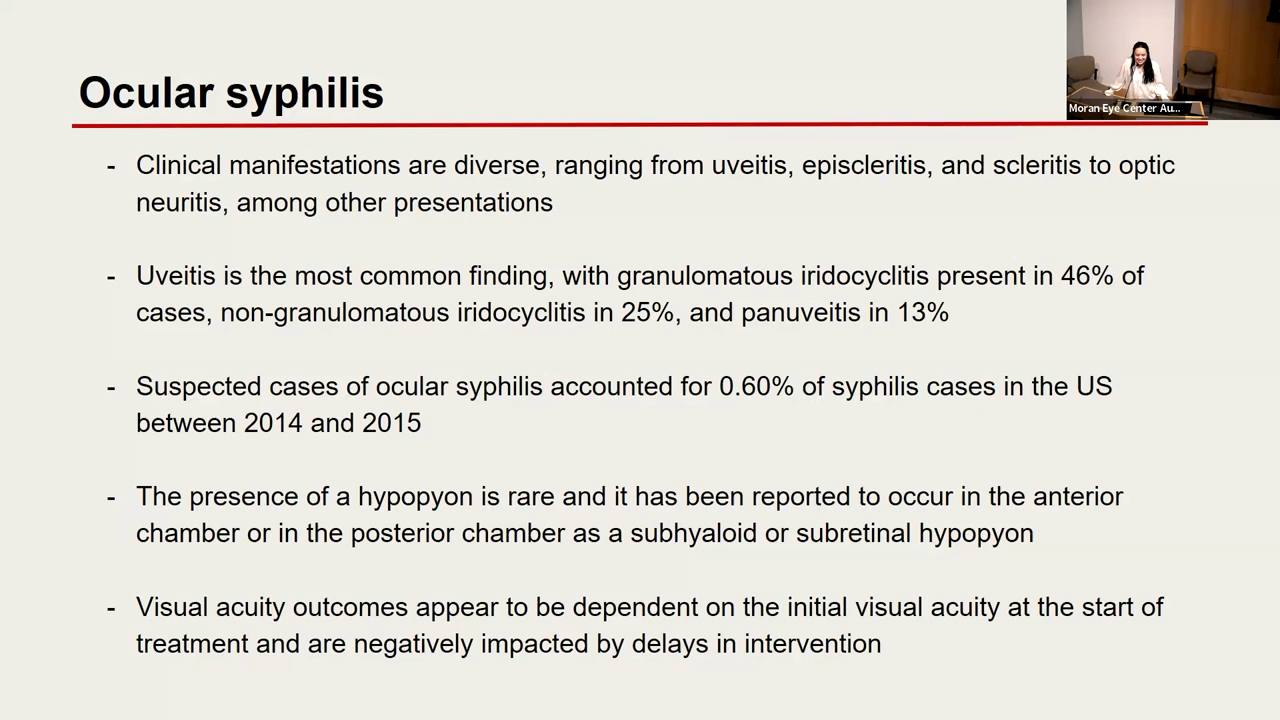 Ocular syphilis
Moran Eye Center Au...
- Clinical manifestations are diverse, ranging from uveitis, episcleritis, and scleritis to optic
neuritis, among other presentations
- Uveitis is the most common finding, with granulomatous iridocyclitis present in 46% of
cases, non-granulomatous iridocyclitis in 25%, and panuveitis in 13%
- Suspected cases of ocular syphilis accounted for 0.60% of syphilis cases in the US
between 2014 and 2015
- The presence of a hypopyon is rare and it has been reported to occur in the anterior
chamber or in the posterior chamber as a subhyaloid or subretinal hypopyon
- Visual acuity outcomes appear to be dependent on the initial visual acuity at the start of
treatment and are negatively impacted by delays in intervention